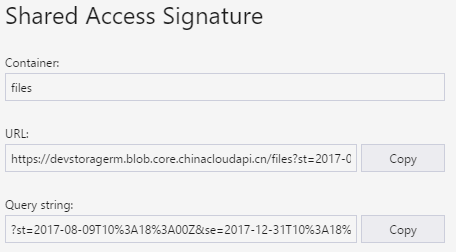 Shared Access Signature
Container:
files
URL:
https://devstoragerm.blob.core.chinacloudapi.cn/files?st=2017-0
Copy
Query string:
?st=2017-08-09T10%3A18%3A00Z&se=2017-12-31T10%3A18%
Copy